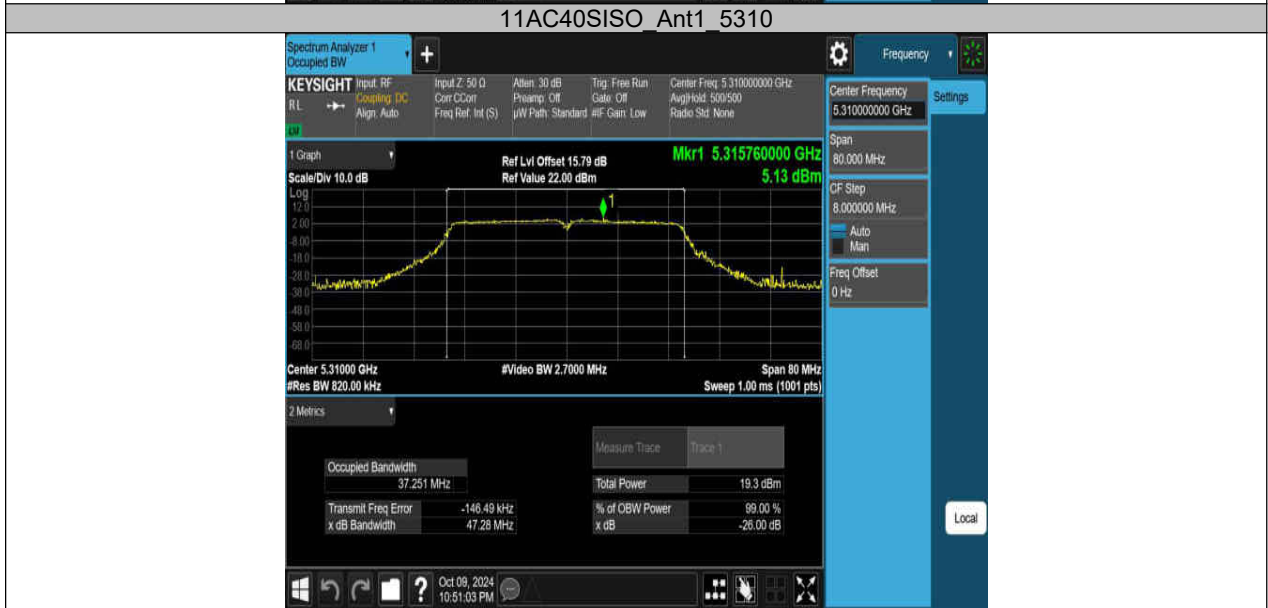 11AC40SISO_Ant1_5310
Spectrum Analyzer 1
Occupied BW
+
Frequency
KEYSIGHT
RL
LM
Input: RF
Coupling: DC
Align: Auto
Input Z: 50 Ω
Corr CCorr
Freq Ref: Int (S)
Atten: 30 dB
Preamp: Off
µW Path: Standard
Trig: Free Run
Gate: Off
#IF Gain: Low
Center Freq: 5.310000000 GHz
Avg|Hold: 500/500
Radio Std: None
Center Frequency
5.310000000 GHz
Settings
Span
80.000 MHz
CF Step
8.000000 MHz
Auto
Man
Freq Offset
0 Hz
1 Graph
Scale/Div 10.0 dB
Ref Lvl Offset 15.79 dB
Ref Value 22.00 dBm
Mkr1 5.315760000 GHz
5.13 dBm
Log
12.0
2.00
-8.00
-18.0
-28.0
-38.0
-48.0
-58.0
-68.0
1
Center 5.31000 GHz
#Res BW 820.00 kHz
#Video BW 2.7000 MHz
Span 80 MHz
Sweep 1.00 ms (1001 pts)
2 Metrics
Measure Trace
Trace 1
Occupied Bandwidth
37.251 MHz
Total Power
19.3 dBm
Transmit Freq Error
-146.49 kHz
% of OBW Power
99.00 %
x dB Bandwidth
47.28 MHz
x dB
-26.00 dB
Local
?
Oct 09, 2024
10:51:03 PM